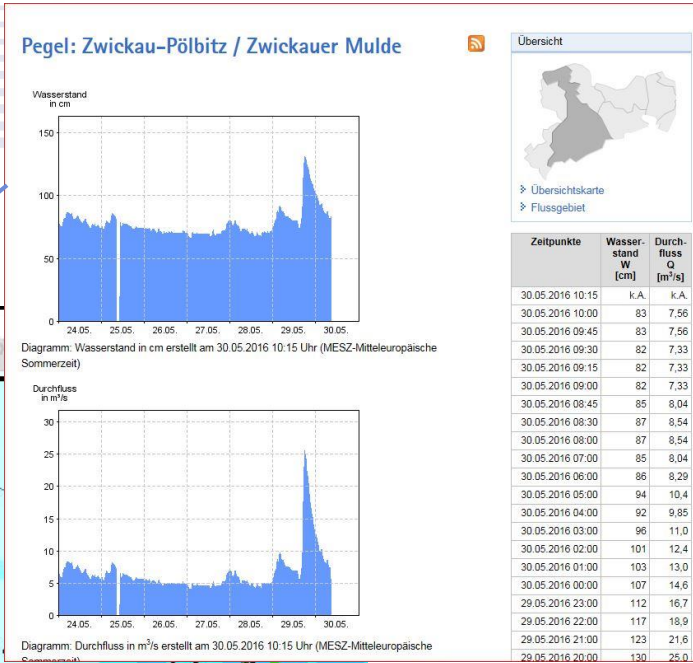 Pegel: Zwickau-Pölbitz / Zwickauer Mulde
Wasserstand
in cm
150
100
50
0
24.05. 25.05. 26.05. 27.05. 28.05. 29.05. 30.05.
Diagramm: Wasserstand in cm erstellt am 30.05.2016 10:15 Uhr (MESZ-Mitteleuropäische
Sommerzeit)
Durchfluss
in m³/s
30
25
20
15
10
5
0
24.05. 25.05. 26.05. 27.05. 28.05. 29.05. 30.05.
Diagramm: Durchfluss in m³/s erstellt am 30.05.2016 10:15 Uhr (MESZ-Mitteleuropäische
Sommerzeit)
Übersicht
Übersichtskarte
Flussgebiet
Zeitpunkte Wasser- Durch-
stand fluss
W Q
[cm] [m³/s]
30.05.2016 10:15 k.A. k.A.
30.05.2016 10:00 83 7,56
30.05.2016 09:45 83 7,56
30.05.2016 09:30 82 7,33
30.05.2016 09:15 82 7,33
30.05.2016 09:00 82 7,33
30.05.2016 08:45 85 8,04
30.05.2016 08:30 87 8,54
30.05.2016 08:00 87 8,54
30.05.2016 07:00 85 8,04
30.05.2016 06:00 86 8,29
30.05.2016 05:00 94 10,4
30.05.2016 04:00 92 9,85
30.05.2016 03:00 96 11,0
30.05.2016 02:00 101 12,4
30.05.2016 01:00 103 13,0
30.05.2016 00:00 107 14,6
29.05.2016 23:00 112 16,7
29.05.2016 22:00 117 18,9
29.05.2016 21:00 123 21,6
29.05.2016 20:00 130 25,0